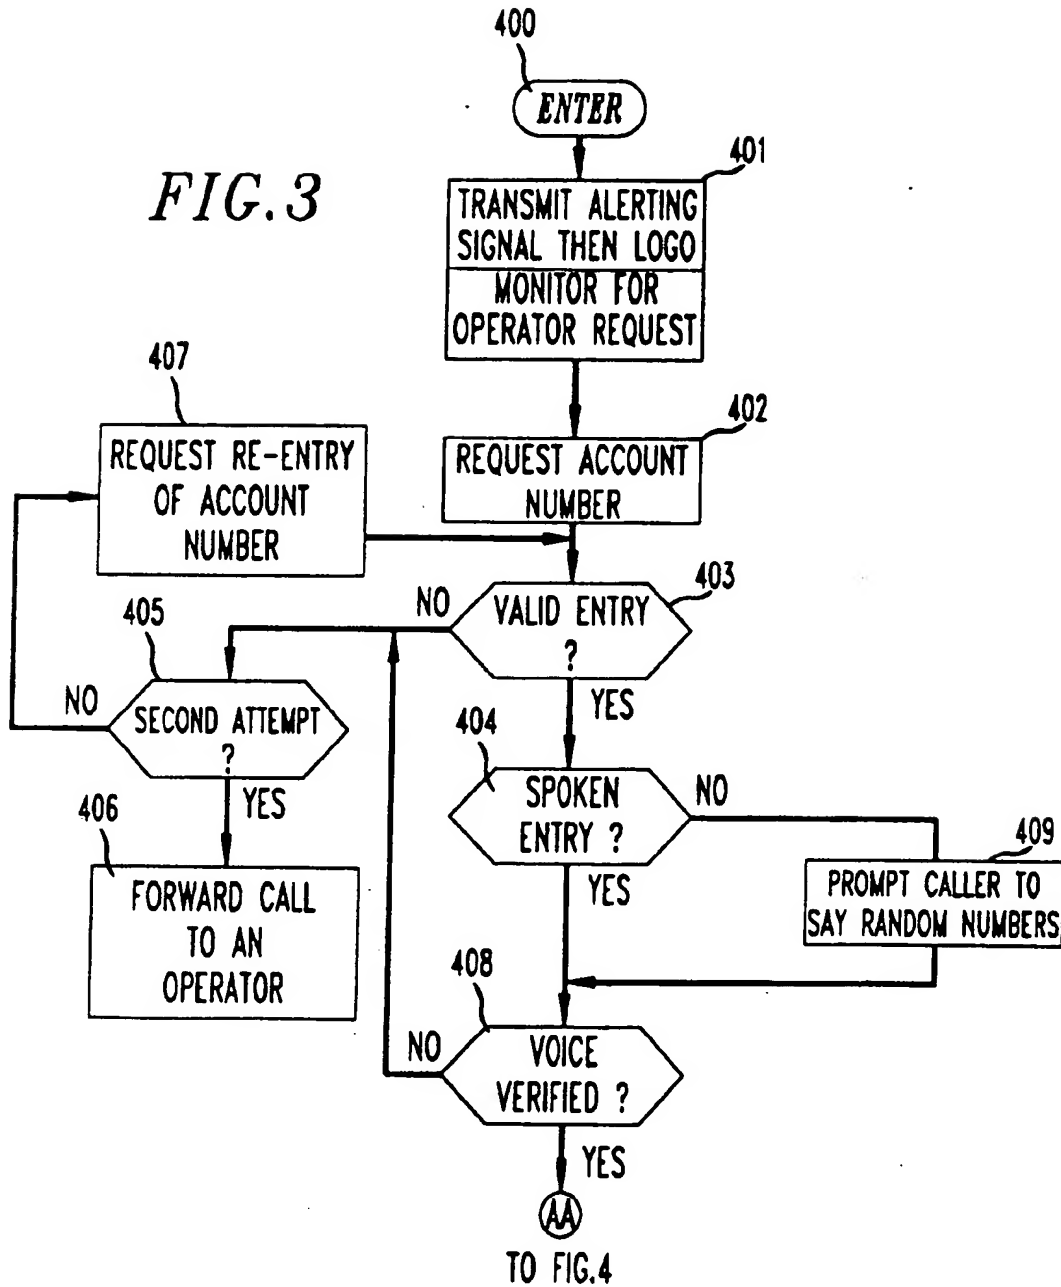 400
ENTER
FIG.3
401
TRANSMIT ALERTING
SIGNAL THEN LOGO
MONITOR FOR
OPERATOR REQUEST
407
REQUEST RE-ENTRY
OF ACCOUNT
NUMBER
402
REQUEST ACCOUNT
NUMBER
403
VALID ENTRY
?
NO
YES
405
SECOND ATTEMPT
?
NO
YES
404
SPOKEN
ENTRY ?
NO
YES
406
FORWARD CALL
TO AN
OPERATOR
409
PROMPT CALLER TO
SAY RANDOM NUMBERS
408
VOICE
VERIFIED ?
NO
YES
AA
TO FIG.4